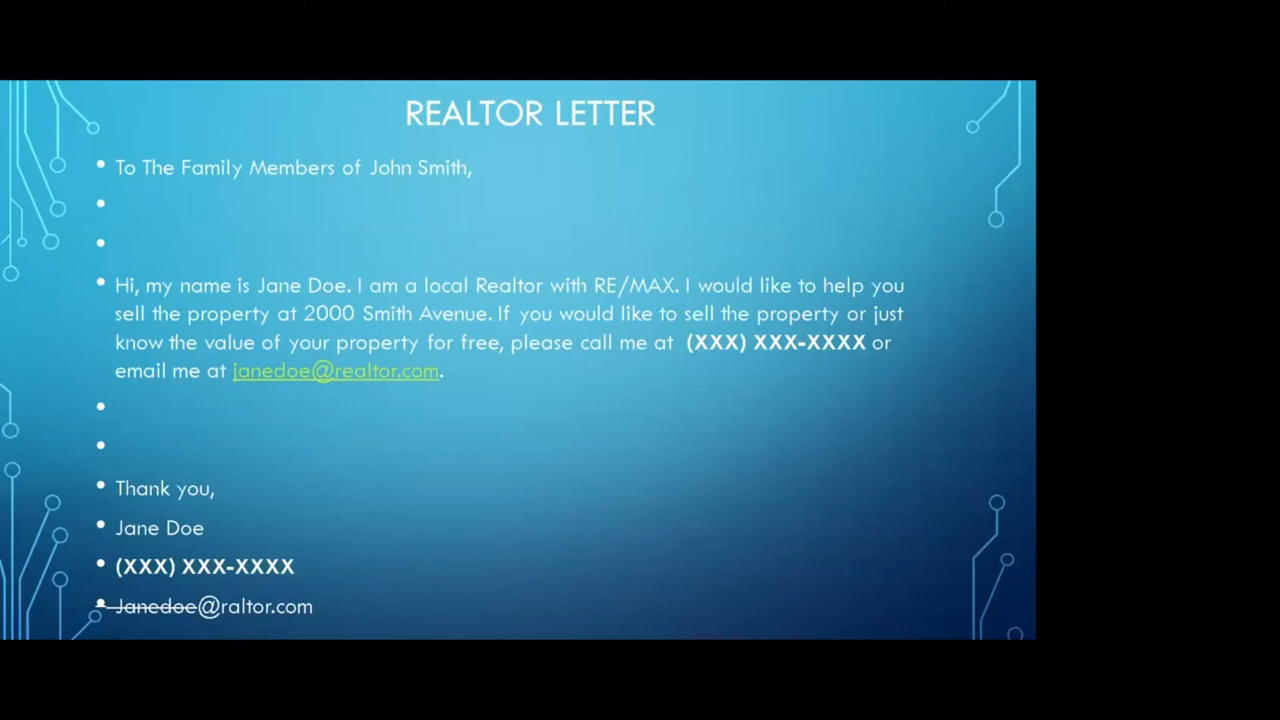 REALTOR LETTER
• To The Family Members of John Smith,
•
•
• Hi, my name is Jane Doe. I am a local Realtor with RE/MAX. I would like to help you
sell the property at 2000 Smith Avenue. If you would like to sell the property or just
know the value of your property for free, please call me at (XXX) XXX-XXXX or
email me at janedoe@realtor.com.
•
•
• Thank you,
• Jane Doe
• (XXX) XXX-XXXX
• Janedoe@raltor.com